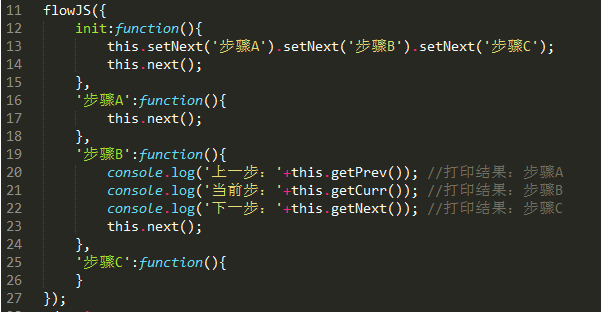 11 flowJS({
12     init:function(){
13         this.setNext('步骤A').setNext('步骤B').setNext('步骤C');
14         this.next();
15     },
16     '步骤A':function(){
17         this.next();
18     },
19     '步骤B':function(){
20         console.log('上一步：'+this.getPrev()); //打印结果：步骤A
21         console.log('当前步：'+this.getCurr()); //打印结果：步骤B
22         console.log('下一步：'+this.getNext()); //打印结果：步骤C
23         this.next();
24     },
25     '步骤C':function(){
26     }
27 });